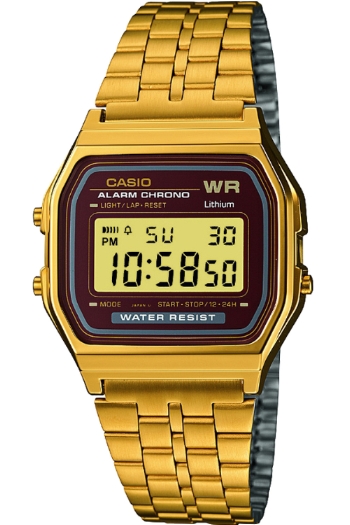 CASIO WR
ALARM CHRONO Lithium
LIGHT/LAP•RESET
PM SU 30
10:58 50
MODE JAPAN START•STOP/12•24H
WATER RESIST